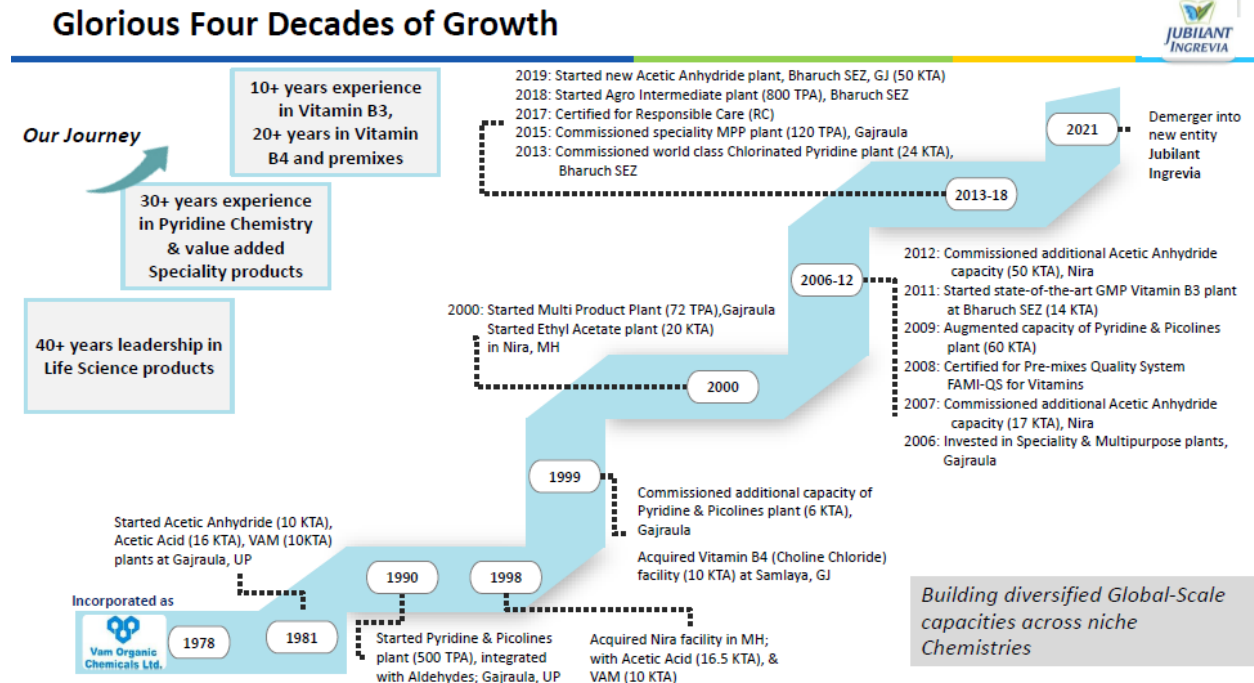 Glorious Four Decades of Growth
JUBILANT
INGREVIA
Our Journey
10+ years experience
in Vitamin B3,
20+ years in Vitamin
B4 and premixes
30+ years experience
in Pyridine Chemistry
& value added
Speciality products
40+ years leadership in
Life Science products
2019: Started new Acetic Anhydride plant, Bharuch SEZ, GJ (50 KTA)
2018: Started Agro Intermediate plant (800 TPA), Bharuch SEZ
2017: Certified for Responsible Care (RC)
2015: Commissioned speciality MPP plant (120 TPA), Gajraula
2013: Commissioned world class Chlorinated Pyridine plant (24 KTA),
Bharuch SEZ
2021
Demerger into
new entity
Jubilant
Ingrevia
2013-18
2006-12
2012: Commissioned additional Acetic Anhydride
capacity (50 KTA), Nira
2011: Started state-of-the-art GMP Vitamin B3 plant
at Bharuch SEZ (14 KTA)
2009: Augmented capacity of Pyridine & Picolines
plant (60 KTA)
2008: Certified for Pre-mixes Quality System
FAMI-QS for Vitamins
2007: Commissioned additional Acetic Anhydride
capacity (17 KTA), Nira
2006: Invested in Speciality & Multipurpose plants,
Gajraula
2000: Started Multi Product Plant (72 TPA),Gajraula
Started Ethyl Acetate plant (20 KTA)
in Nira, MH
2000
1999
Commissioned additional capacity of
Pyridine & Picolines plant (6 KTA),
Gajraula
Acquired Vitamin B4 (Choline Chloride)
facility (10 KTA) at Samlaya, GJ
Started Acetic Anhydride (10 KTA),
Acetic Acid (16 KTA), VAM (10KTA)
plants at Gajraula, UP
1990
1998
Incorporated as
Vam Organic
Chemicals Ltd.
1978
1981
Started Pyridine & Picolines
plant (500 TPA), integrated
with Aldehydes; Gajraula, UP
Acquired Nira facility in MH;
with Acetic Acid (16.5 KTA), &
VAM (10 KTA)
Building diversified Global-Scale
capacities across niche
Chemistries